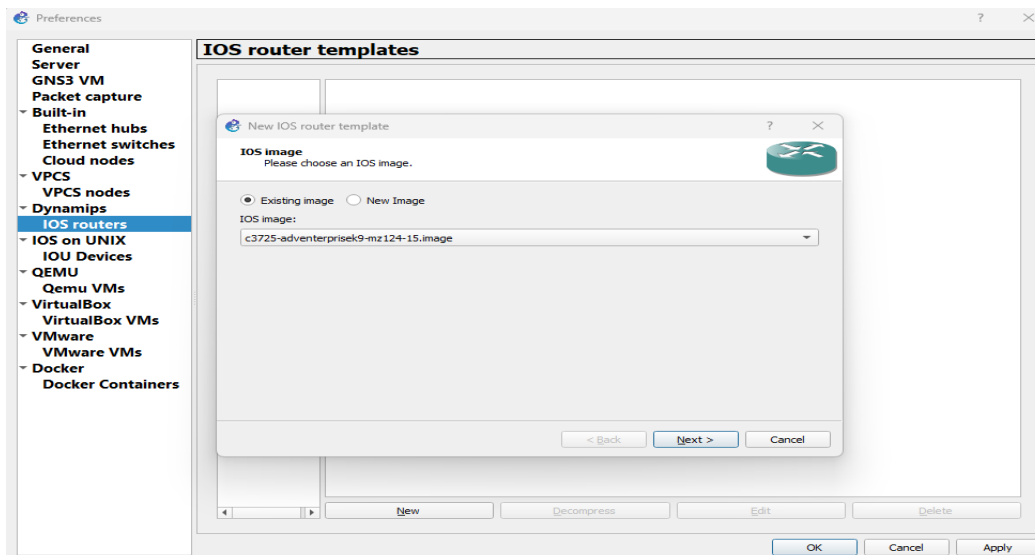 Preferences
?
General
Server
GNS3 VM
Packet capture
Built-in
Ethernet hubs
Ethernet switches
Cloud nodes
VPCS
VPCS nodes
Dynamips
IOS routers
IOS on UNIX
IOU Devices
QEMU
Qemu VMs
VirtualBox
VirtualBox VMs
VMware
VMware VMs
Docker
Docker Containers
IOS router templates
New IOS router template
?
IOS image
Please choose an IOS image.
Existing image New Image
IOS image:
c3725-adventerprisek9-mz124-15.image
< Back Next > Cancel
New Decompress Edit Delete
OK Cancel Apply